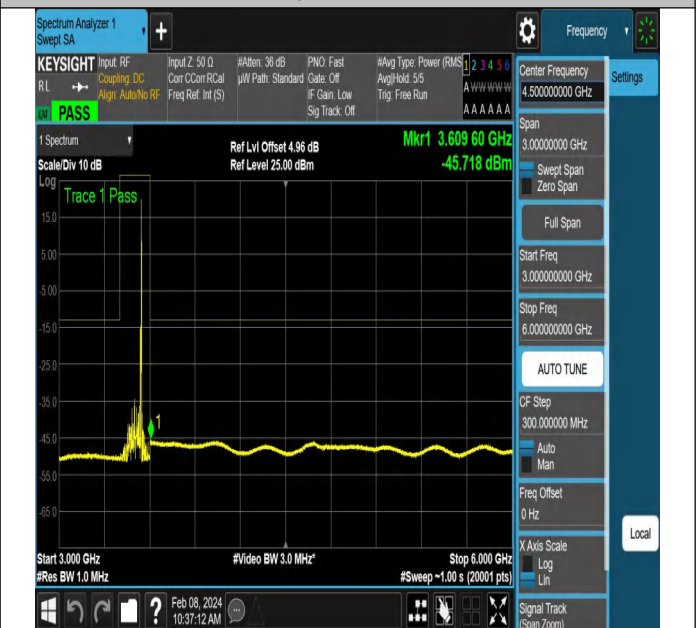 Spectrum Analyzer 1
Swept SA
+
Frequency
KEYSIGHT
RL
PASS
Input: RF
Coupling: DC
Align: Auto/No RF
Input Z: 50 Ω
Corr CCorr RCal
Freq Ref: Int (S)
#Atten: 36 dB
µW Path: Standard
PNO: Fast
Gate: Off
IF Gain: Low
Sig Track: Off
#Avg Type: Power (RMS
Avg|Hold: 5/5
Trig: Free Run
1 2 3 4 5 6
A W W W W W
A A A A A A
1 Spectrum
Scale/Div 10 dB
Ref Lvl Offset 4.96 dB
Ref Level 25.00 dBm
Mkr1 3.609 60 GHz
-45.718 dBm
Log
Trace 1 Pass
15.0
5.00
-5.00
-15.0
-25.0
-35.0
-45.0
-55.0
-65.0
1
Start 3.000 GHz
#Res BW 1.0 MHz
#Video BW 3.0 MHz*
Stop 6.000 GHz
#Sweep ~1.00 s (20001 pts)
Feb 08, 2024
10:37:12 AM
Center Frequency
4.500000000 GHz
Settings
Span
3.00000000 GHz
Swept Span
Zero Span
Full Span
Start Freq
3.000000000 GHz
Stop Freq
6.000000000 GHz
AUTO TUNE
CF Step
300.000000 MHz
Auto
Man
Freq Offset
0 Hz
Local
X Axis Scale
Log
Lin
Signal Track
(Span Zoom)